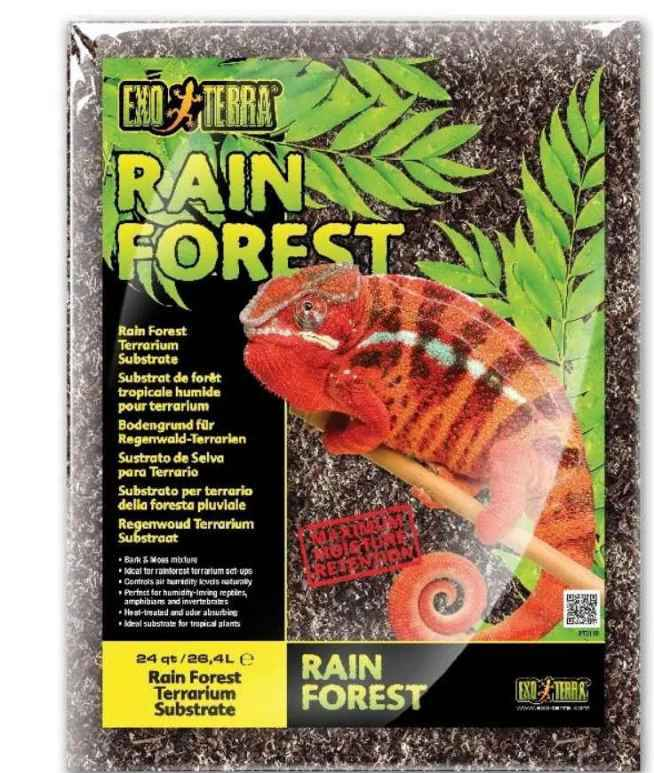 EXO TERRA®
RAIN
FOREST
Rain Forest
Terrarium
Substrate
Substrat de forêt
tropicale humide
pour terrarium
Bodengrund für
Regenwald-Terrarien
Sustrato de Selva
para Terrario
Substrato per terrario
della foresta pluviale
Regenwoud Terrarium
Substraat
• Bark & Moss mixture
• Ideal for rainforest terrarium set-ups
• Controls air humidity levels naturally
• Perfect for humidity-loving reptiles,
amphibians and invertebrates
• Heat-treated and odor absorbing
• Ideal substrate for tropical plants
MAXIMUM
MOISTURE
RETENTION
24 qt / 26,4L e
Rain Forest
Terrarium
Substrate
RAIN
FOREST
EXO TERRA
www.exo-terra.com